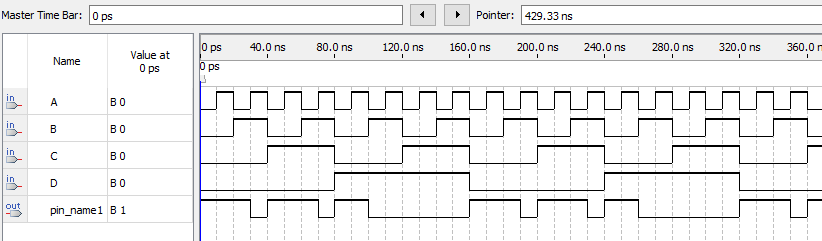 Master Time Bar: 0 ps Pointer: 429.33 ns
Name Value at 0 ps
0 ps 40.0 ns 80.0 ns 120.0 ns 160.0 ns 200.0 ns 240.0 ns 280.0 ns 320.0 ns 360.0
0 ps
in A B 0
in B B 0
in C B 0
in D B 0
out pin_name1 B 1